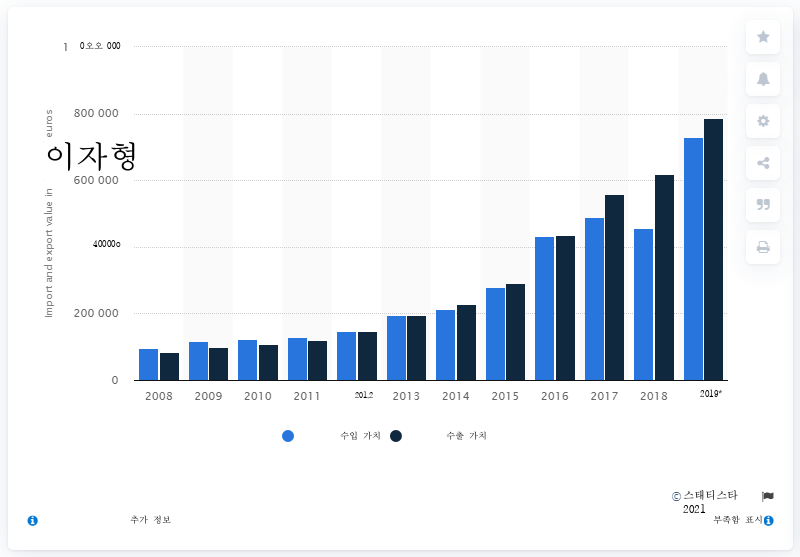 1 0오오 000
800 000
이자형
600 000
40000o
200 000
0
Import and export value in euros
2008 2009 2010 2011 2012 2013 2014 2015 2016 2017 2018 2019*
수입 가치 수출 가치
© 스태티스타
2021
추가 정보 부족함 표시